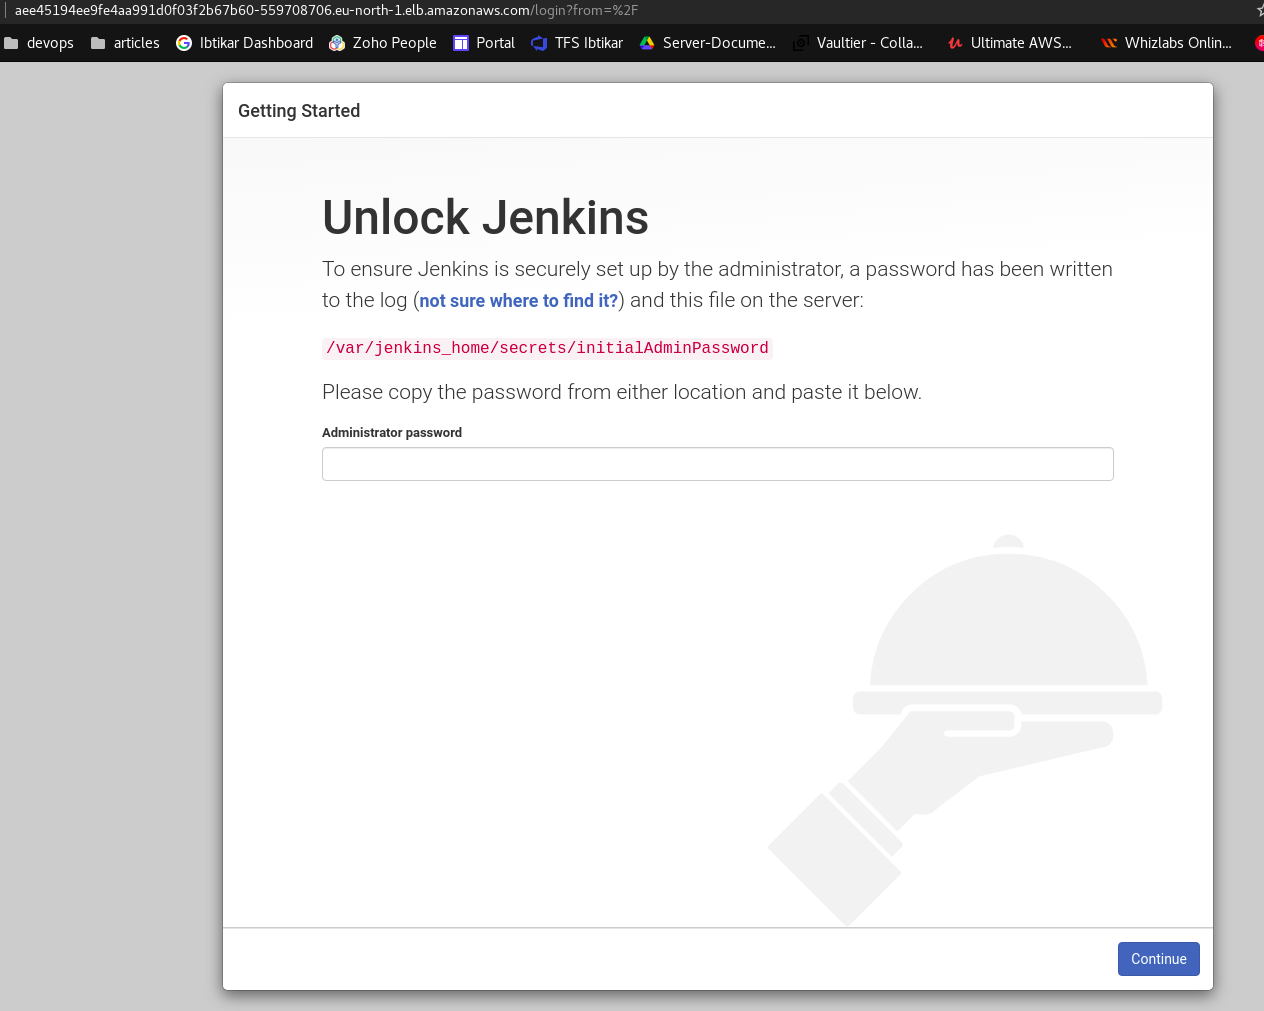 aee45194ee9fe4aa991d0f03f2b67b60-559708706.eu-north-1.elb.amazonaws.com/login?from=%2F
devops articles Ibtikar Dashboard Zoho People Portal TFS Ibtikar Server-Docume... Vaultier - Colla... Ultimate AWS... Whizlabs Onlin...
Getting Started
Unlock Jenkins
To ensure Jenkins is securely set up by the administrator, a password has been written
to the log (not sure where to find it?) and this file on the server:
/var/jenkins_home/secrets/initialAdminPassword
Please copy the password from either location and paste it below.
Administrator password
Continue